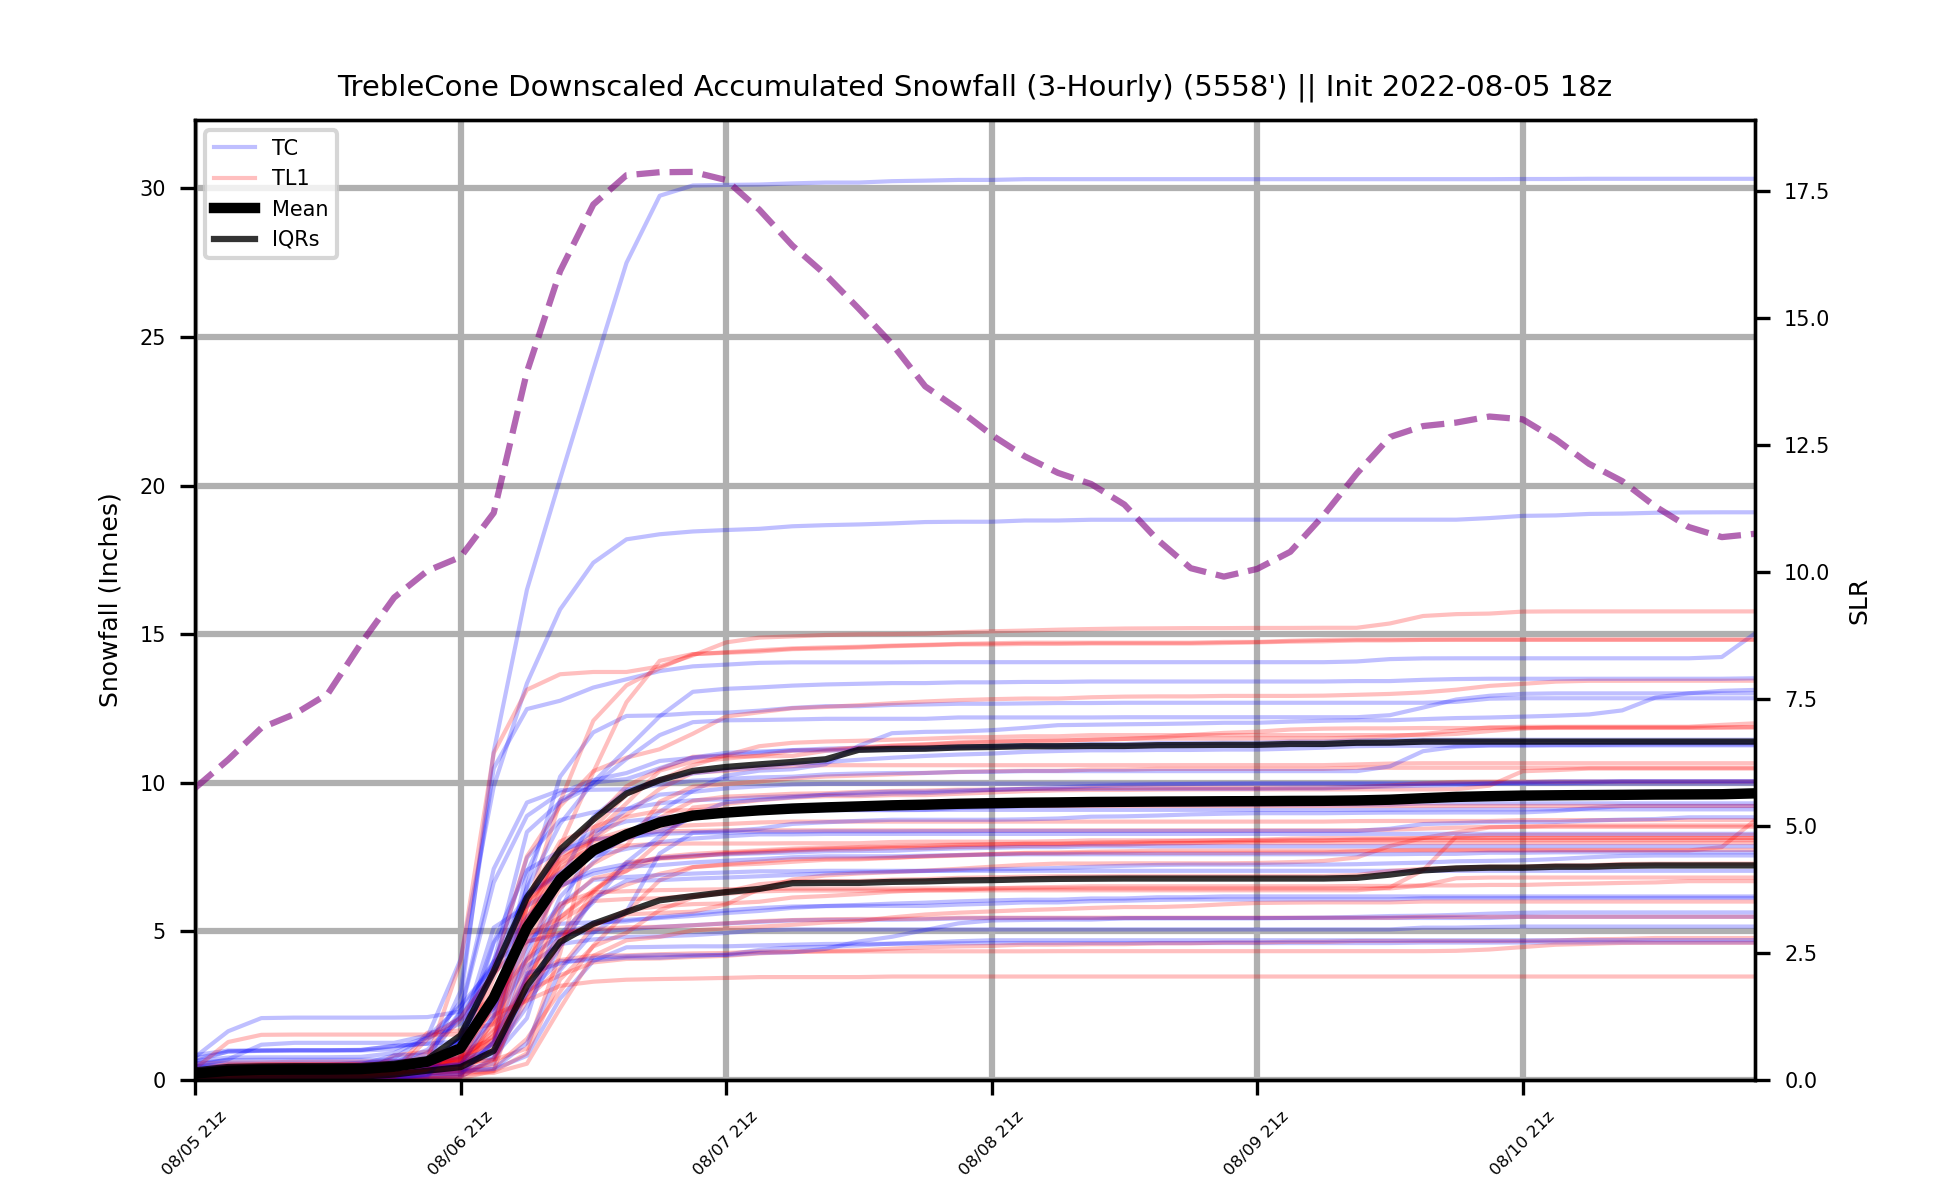 TrebleCone Downscaled Accumulated Snowfall (3-Hourly) (5558') || Init 2022-08-05 18z
TC
TL1
Mean
IQRs
30
25
20
15
10
5
0
Snowfall (Inches)
17.5
15.0
12.5
10.0
7.5
5.0
2.5
0.0
SLR
08/05 21z
08/06 21z
08/07 21z
08/08 21z
08/09 21z
08/10 21z